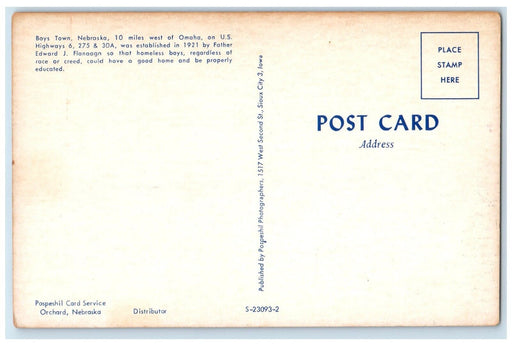 Boys Town, Nebraska, 10 miles west of Omaha, on U.S.
Highways 6, 275 & 30A, was established in 1921 by Father
Edward J. Flanagan so that homeless boys, regardless of
race or creed, could have a good home and be properly
educated.
Published by Pospeshil Photographers, 1517 West Second St., Sioux City 3, Iowa
PLACE
STAMP
HERE
POST CARD
Address
Pospeshil Card Service
Orchard, Nebraska Distributor
S-23093-2